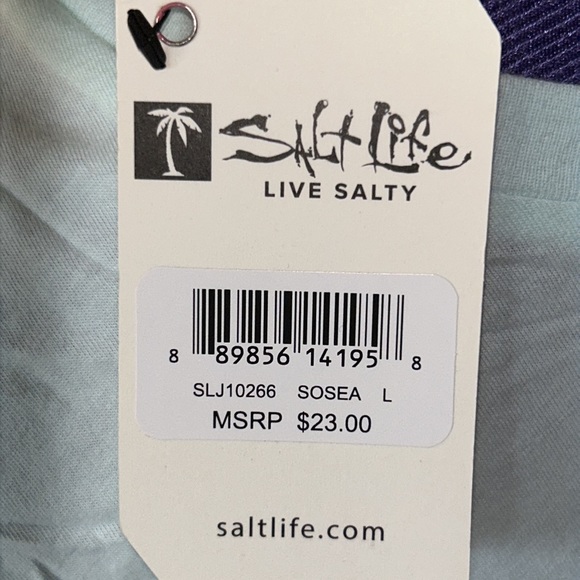 Salt Life
LIVE SALTY
8 89856 14195 8
SLJ10266 SOSEA L
MSRP $23.00
saltlife.com